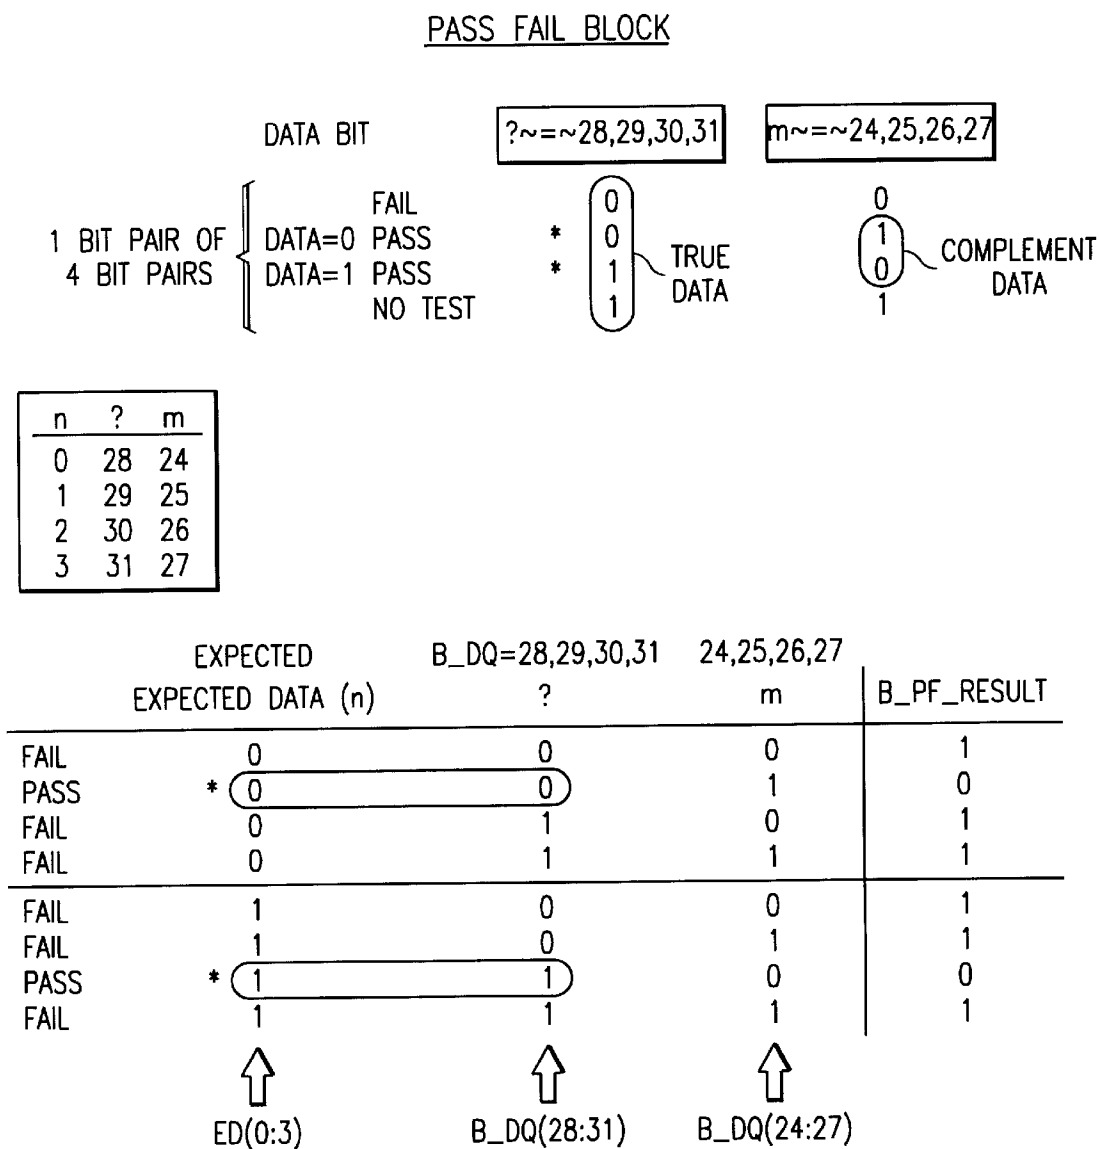 PASS FAIL BLOCK
DATA BIT ?~=~28,29,30,31 m~=~24,25,26,27
FAIL 0 0
1 BIT PAIR OF DATA=0 PASS * 0 1
4 BIT PAIRS DATA=1 PASS * 1 0
NO TEST 1 1
TRUE
DATA
COMPLEMENT
DATA
n ? m
0 28 24
1 29 25
2 30 26
3 31 27
EXPECTED B_DQ=28,29,30,31 24,25,26,27
EXPECTED DATA (n) ? m B_PF_RESULT
FAIL 0 0 0 1
PASS * 0 0 1 0
FAIL 0 1 0 1
FAIL 0 1 1 1
FAIL 1 0 0 1
FAIL 1 0 1 1
PASS * 1 1 0 0
FAIL 1 1 1 1
ED(0:3) B_DQ(28:31) B_DQ(24:27)